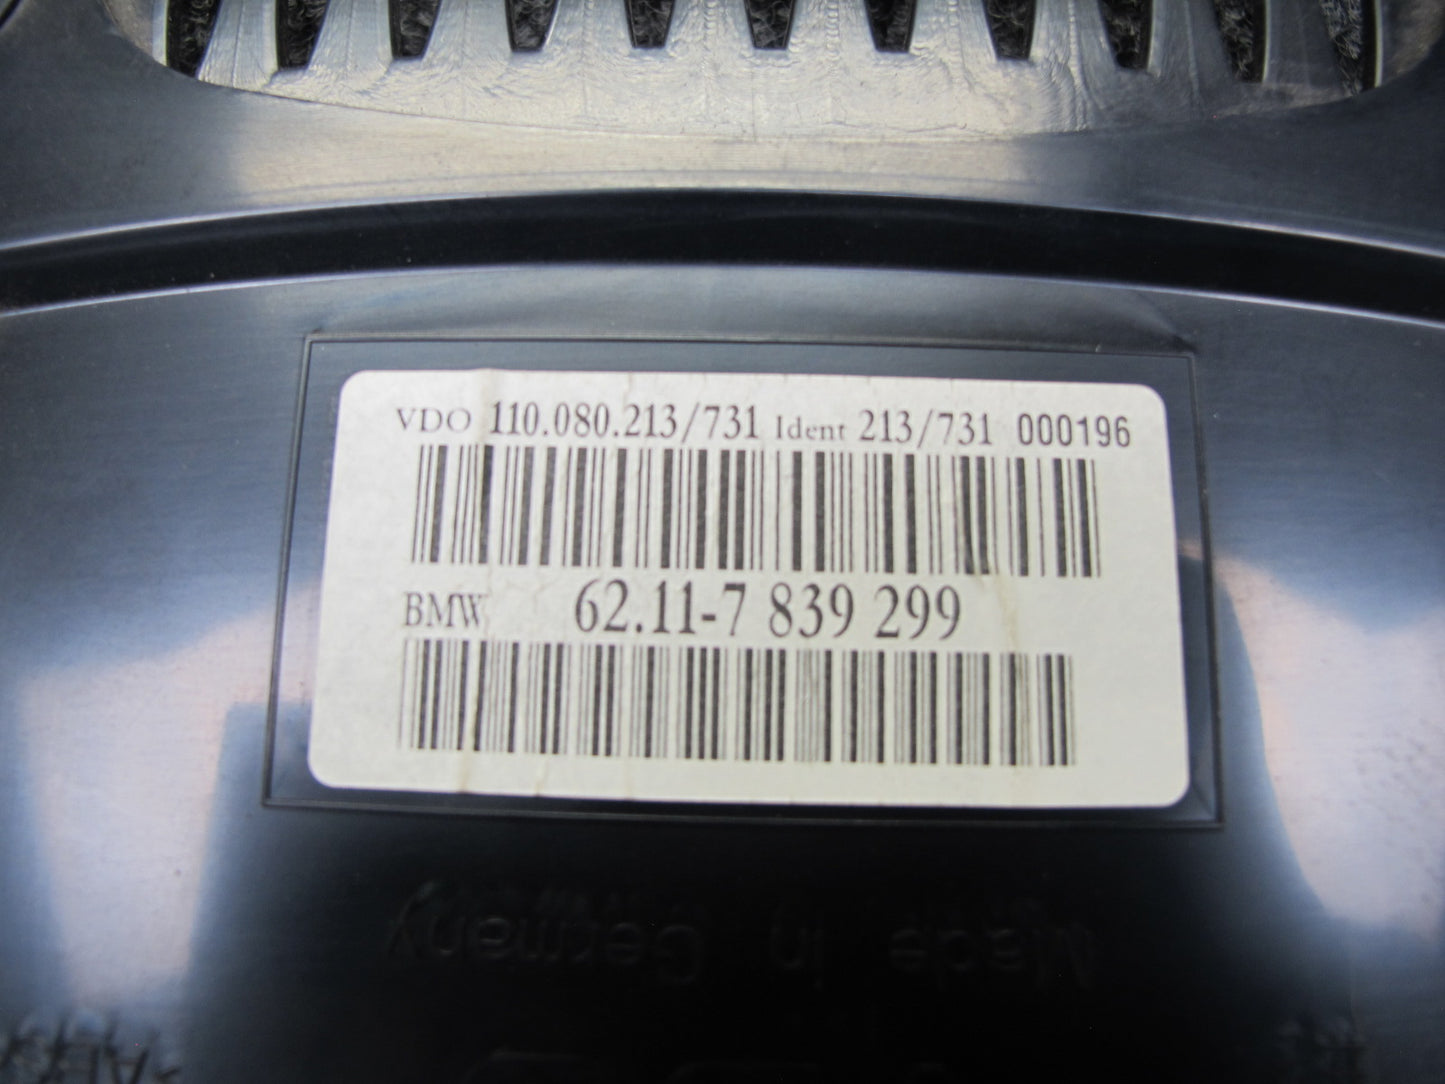 VDO 110.080.213/731 Ident 213/731 000196
BMW 62.11-7 839 299
Made in Germany